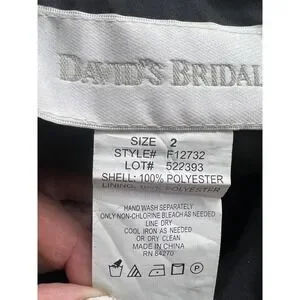 DAVID'S BRIDAL
SIZE 2
STYLE# F12732
LOT# 522393
SHELL: 100% POLYESTER
LINING: 100% POLYESTER
HAND WASH SEPARATELY
ONLY NON-CHLORINE BLEACH AS NEEDED
LINE DRY
COOL IRON AS NEEDED
OR DRY CLEAN
MADE IN CHINA
RN 84270